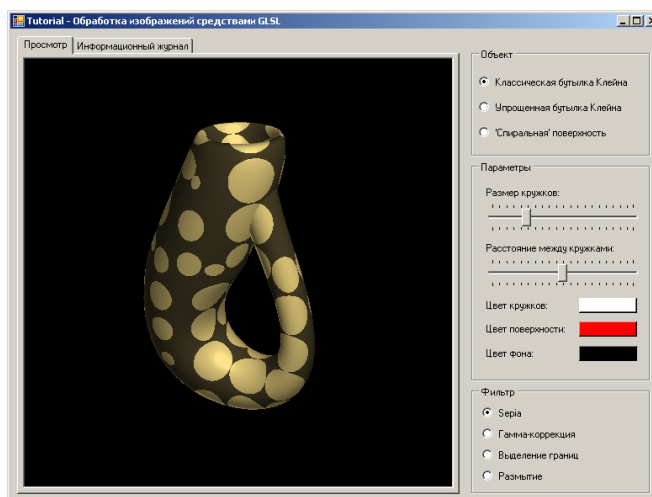 Tutorial - Обработка изображений средствами GLSL
Просмотр
Информационный журнал
Объект
Классическая бутылка Клейна
Упрощенная бутылка Клейна
'Спиральная' поверхность
Параметры
Размер кружков:
Расстояние между кружками:
Цвет кружков:
Цвет поверхности:
Цвет фона:
Фильтр
Sepia
Гамма-коррекция
Выделение границ
Размытие